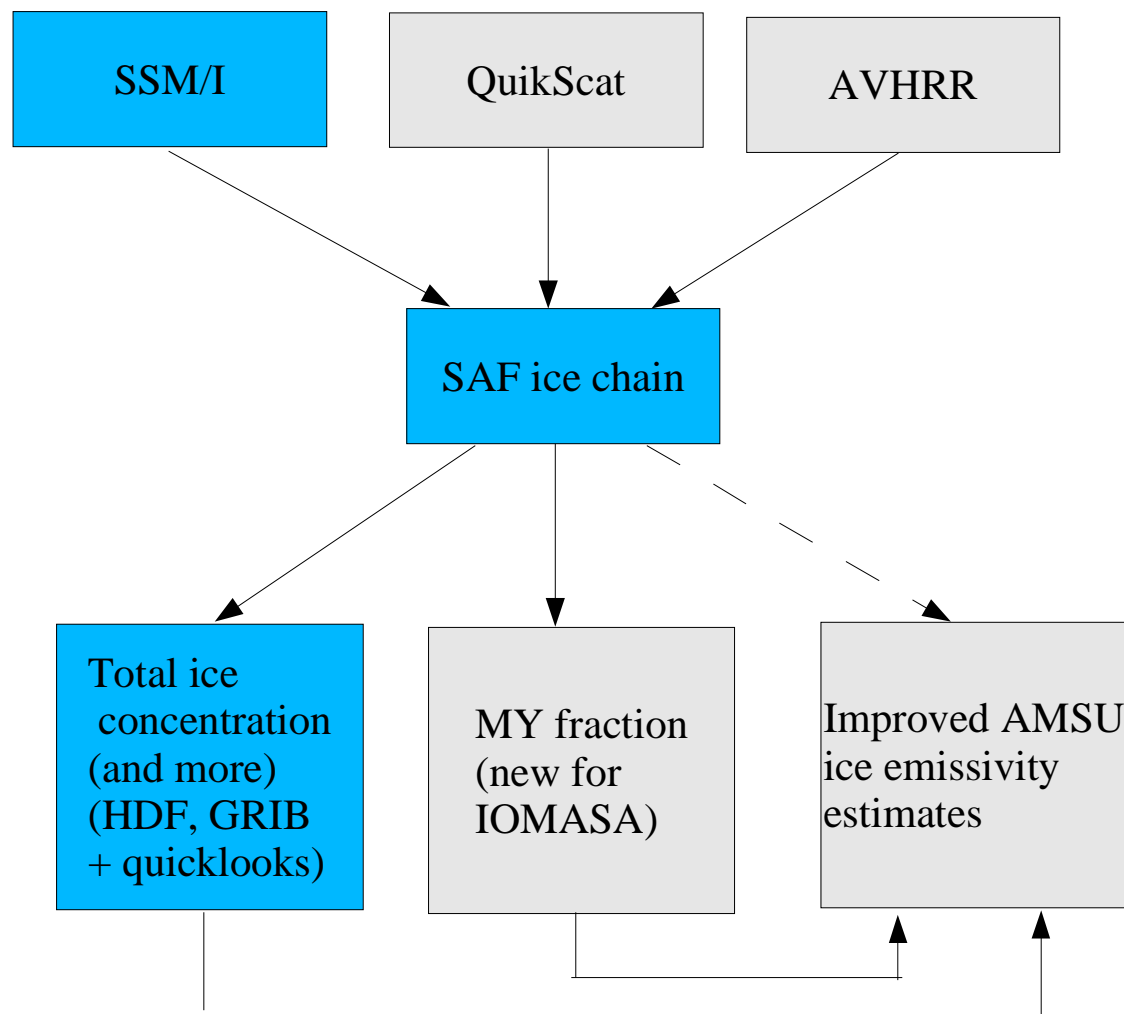 SSM/I
QuikScat
AVHRR
SAF ice chain
Total ice
concentration
(and more)
(HDF, GRIB
+ quicklooks)
MY fraction
(new for
IOMASA)
Improved AMSU
ice emissivity
estimates